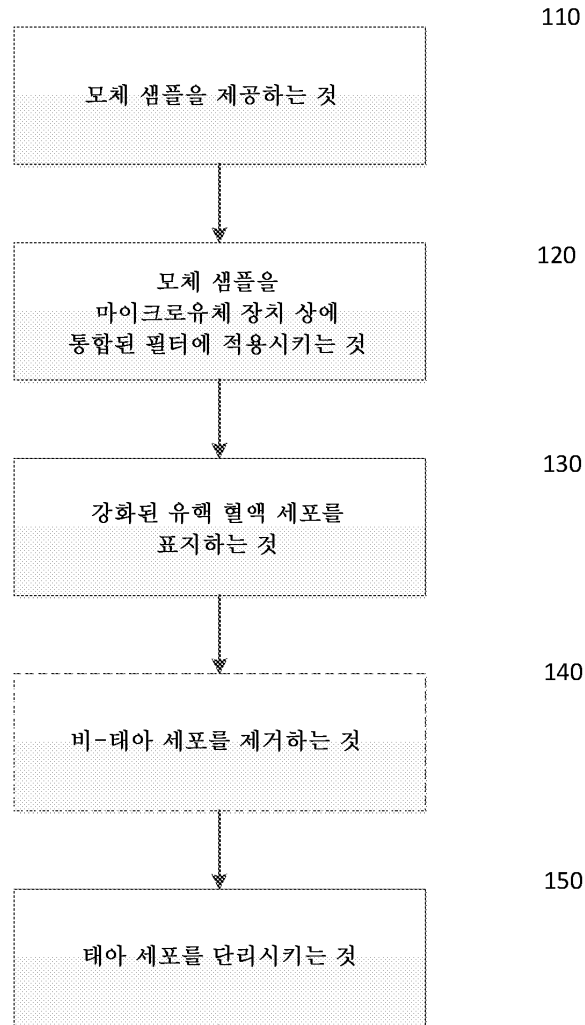 110
모체 샘플을 제공하는 것
120
모체 샘플을
마이크로유체 장치 상에
통합된 필터에 적용시키는 것
130
강화된 유핵 혈액 세포를
표지하는 것
140
비-태아 세포를 제거하는 것
150
태아 세포를 단리시키는 것